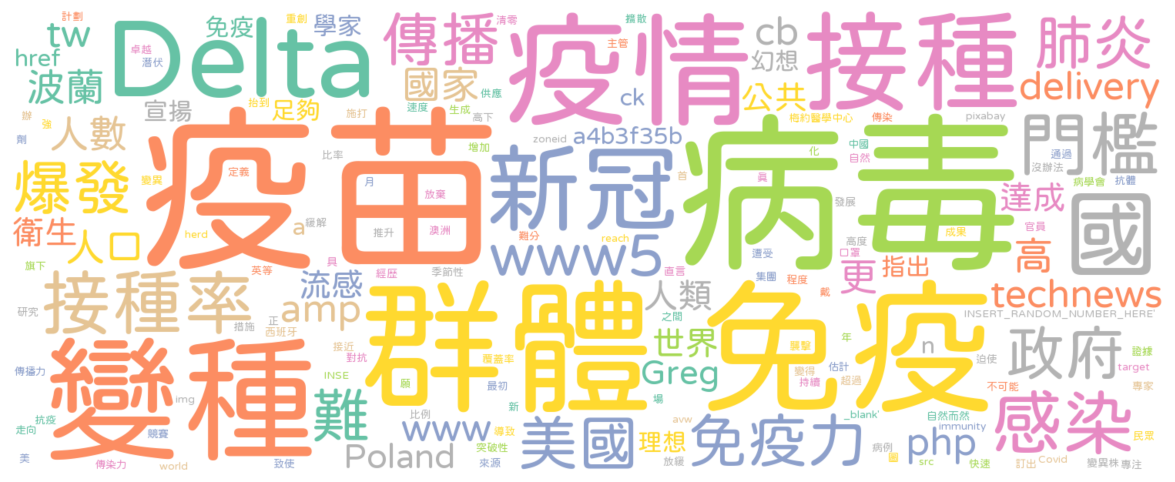 計劃
重創
清零
擴散
tw
卓越
免疫
學家
傳播
主管
疫情
cb
接種
肺炎
href
潛伏
Delta
國家
供應
幻想
波蘭
宣揚
抬到
足夠
施打
速度
生成
高下
ck
公共
梅約醫學中心
傳染
delivery
pixabay
辦
強
人數
劑
比率
zoneid
增加
a4b3f35b
化
中國
自然
門檻
通過
沒辦法
爆發
變異
疫苗
定義
月
放棄
新冠
首
病毒
真
發展
病學會
抗體
達成
國
衛生
人口
herd
a
緩解
推升
澳洲
難分
reach
www5
高度
成果
官員
口罩
遭受
旗下
英等
具
經歷
季節性
直言
集團
程度
更
指出
高
戴
接種率
流感
amp
人類
technews
研究
措施
正
西班牙
之間
年
INSERT_RANDOM_NUMBER_HERE'
接近
對抗
覆蓋率
群體
世界
襲擊
免疫
n
迫使
政府
證據
target
變種
傳播力
INSE
願
最初
Greg
變得
持續
估計
超過
不可能
專家
img
難
比例
新
場
avw
_blank'
自然而然
immunity
感染
民眾
抗疫
走向
競賽
www
導致
美國
理想
免疫力
php
突破性
病例
國
美
傳染力
world
致使
Poland
來源
放緩
src
快速
訂出
Covid
變異株
專注